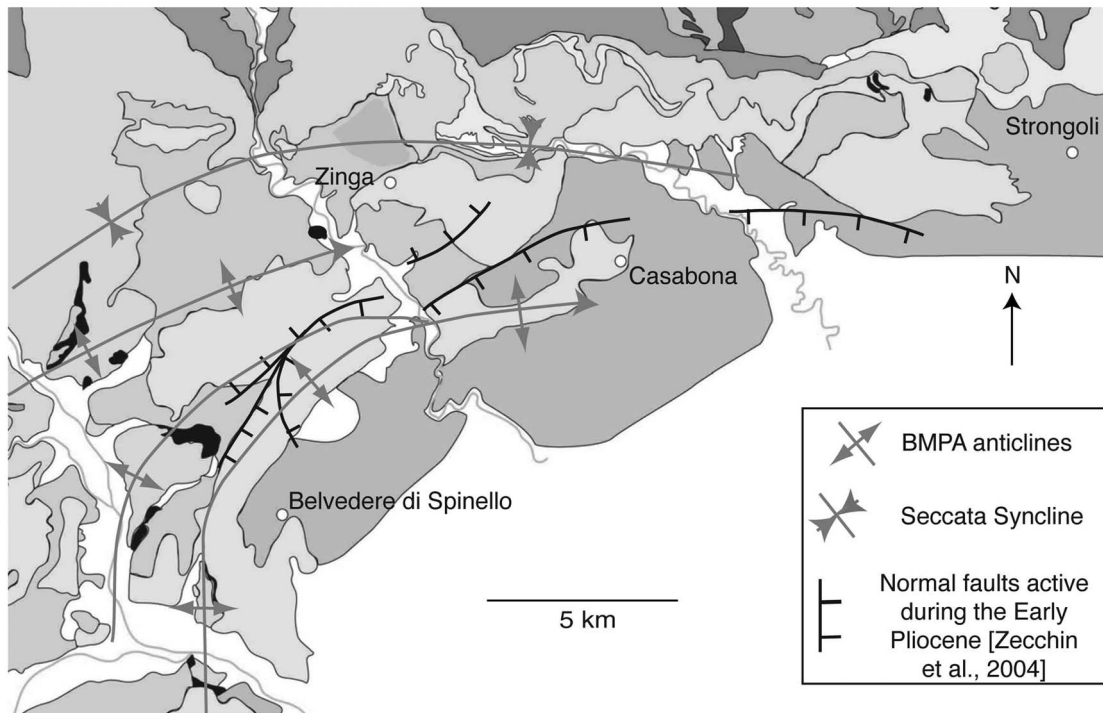 Strongoli
Zinga
Casabona
N
Belvedere di Spinello
5 km
BMPA anticlines
Seccata Syncline
Normal faults active
during the Early
Pliocene [Zecchin
et al., 2004]